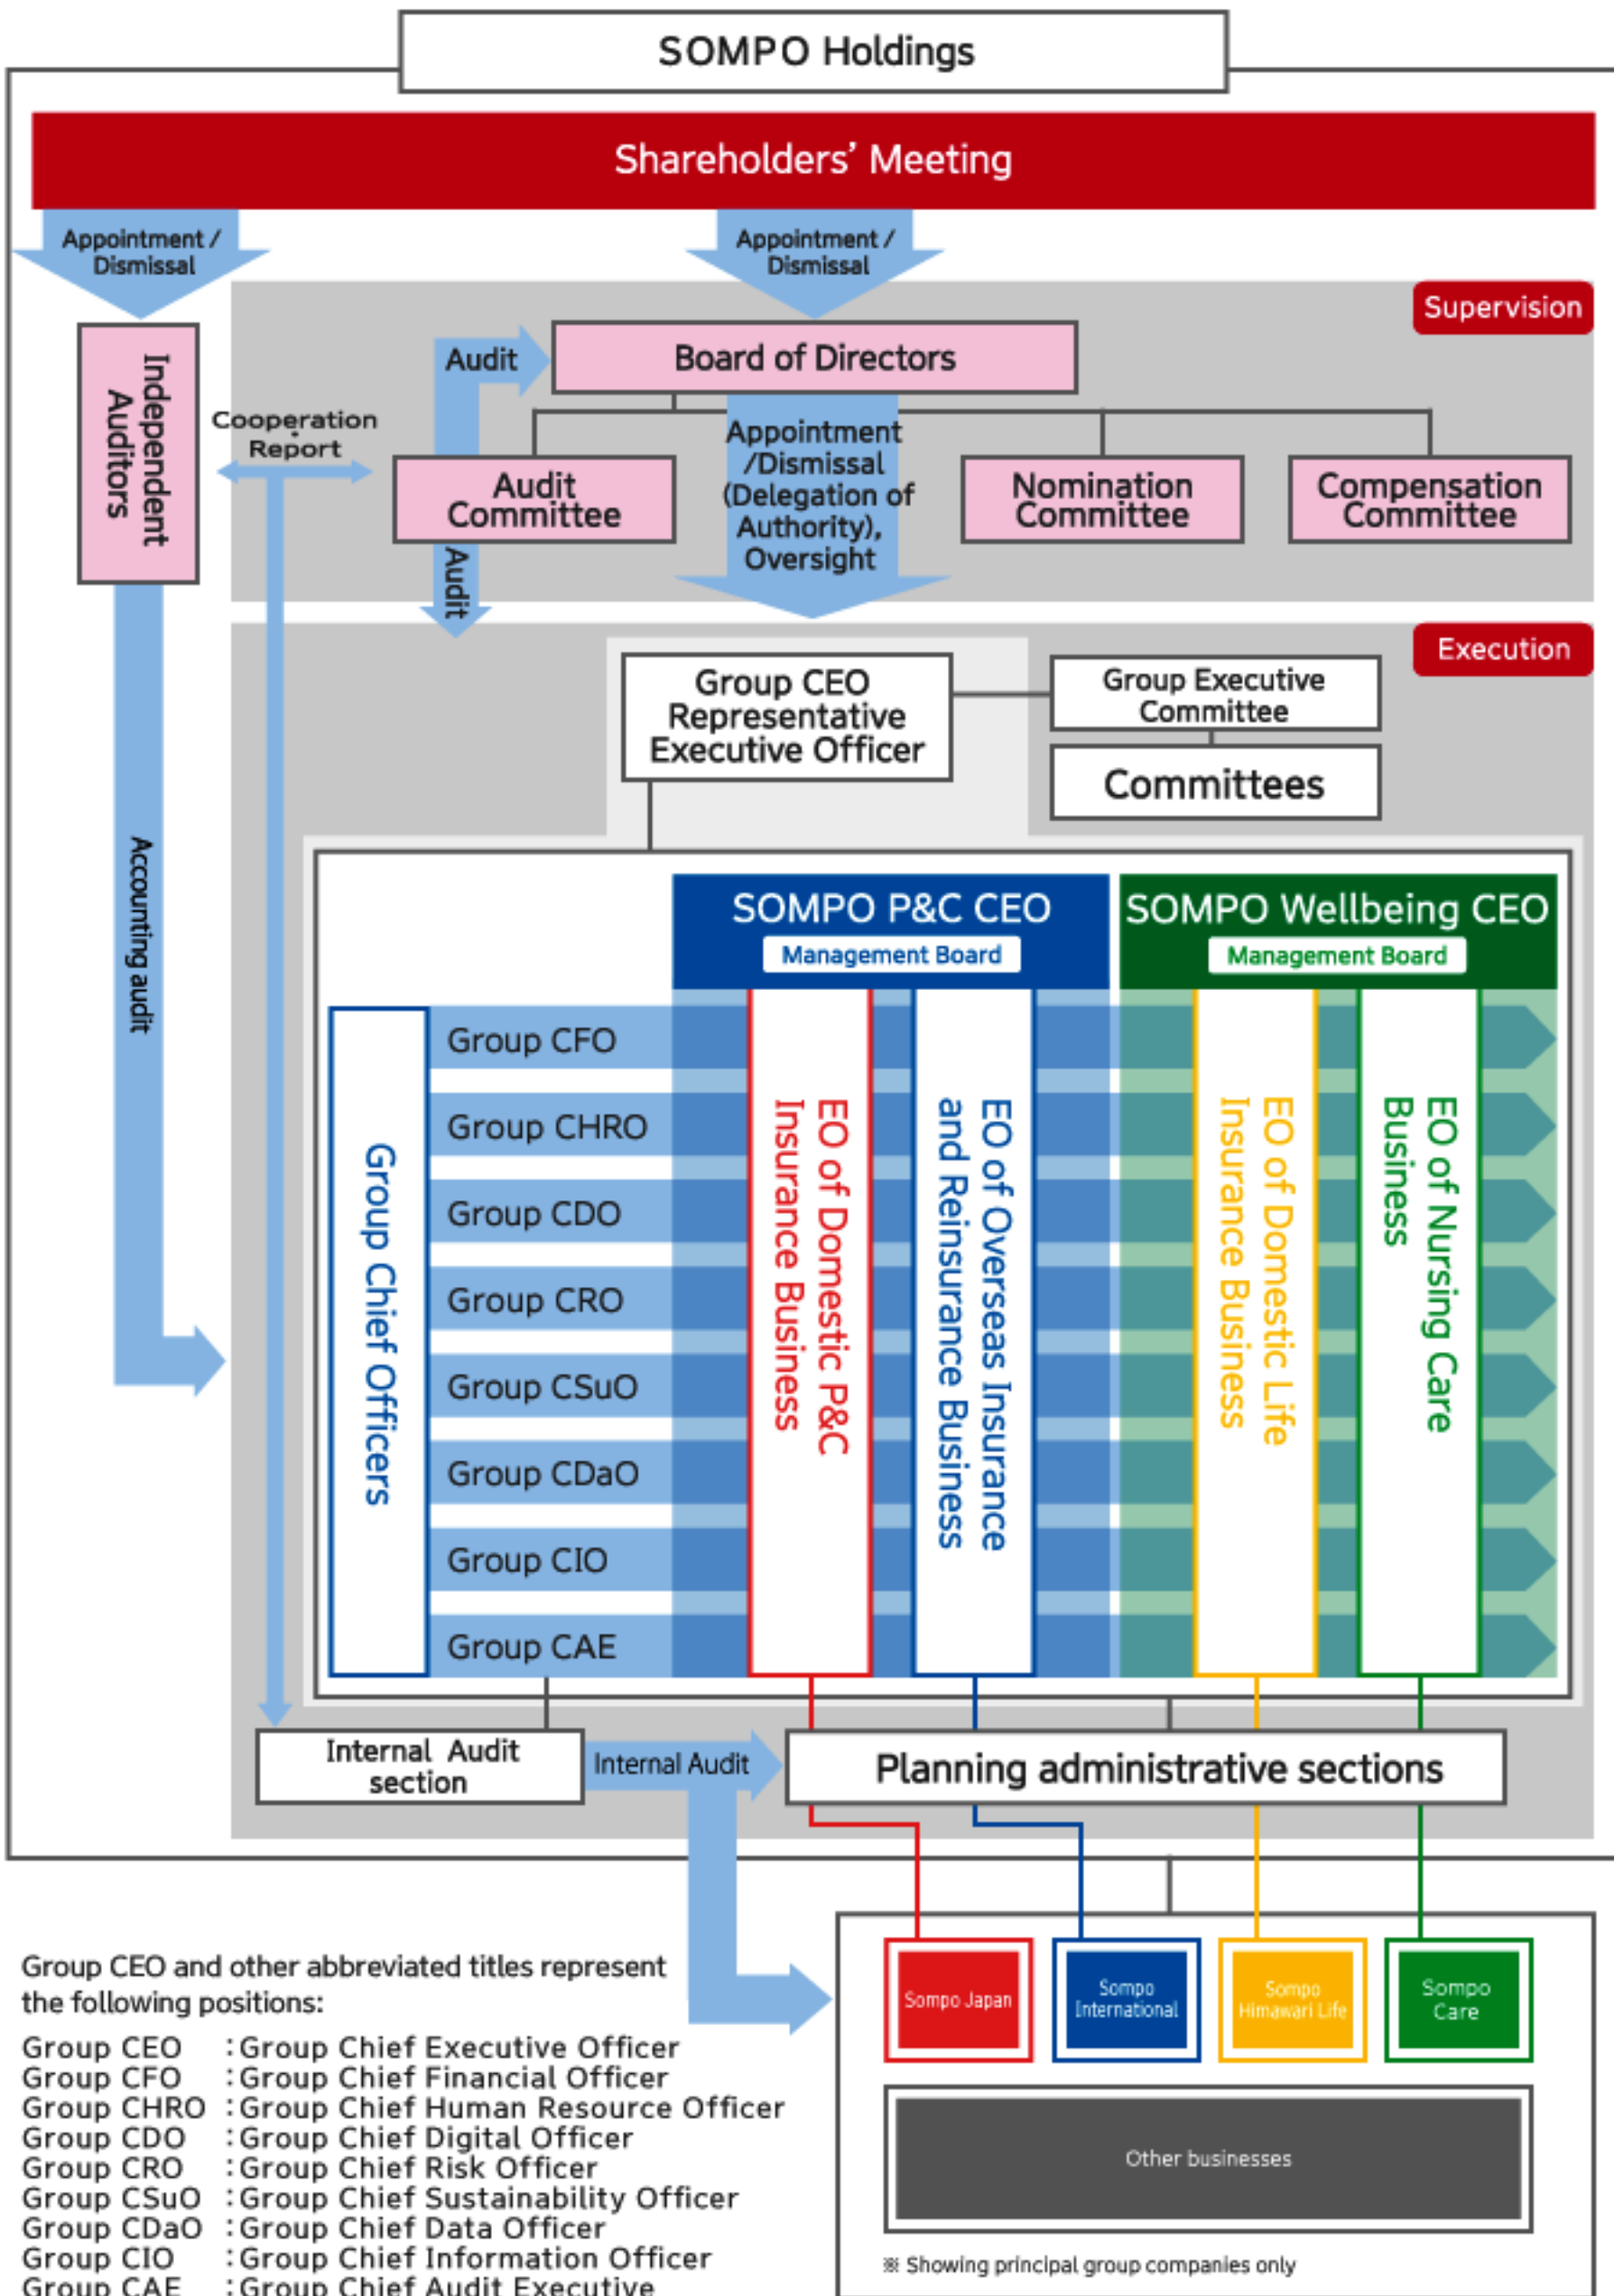 SOMPO Holdings
Shareholders' Meeting
Appointment /
Dismissal
Appointment /
Dismissal
Supervision
Independent
Auditors
Cooperation
・
Report
Audit
Board of Directors
Audit
Committee
Appointment
/Dismissal
(Delegation of
Authority),
Oversight
Nomination
Committee
Compensation
Committee
Audit
Execution
Group CEO
Representative
Executive Officer
Group Executive
Committee
Committees
Accounting audit
SOMPO P&C CEO
Management Board
SOMPO Wellbeing CEO
Management Board
Group Chief Officers
Group CFO
Group CHRO
Group CDO
Group CRO
Group CSuO
Group CDaO
Group CIO
Group CAE
EO of Domestic P&C
Insurance Business
EO of Overseas Insurance
and Reinsurance Business
EO of Domestic Life
Insurance Business
EO of Nursing Care
Business
Internal Audit
section
Internal Audit
Planning administrative sections
Sompo Japan
Sompo
International
Sompo
Himawari Life
Sompo
Care
Other businesses
※ Showing principal group companies only
Group CEO and other abbreviated titles represent
the following positions:
Group CEO :Group Chief Executive Officer
Group CFO :Group Chief Financial Officer
Group CHRO :Group Chief Human Resource Officer
Group CDO :Group Chief Digital Officer
Group CRO :Group Chief Risk Officer
Group CSuO :Group Chief Sustainability Officer
Group CDaO :Group Chief Data Officer
Group CIO :Group Chief Information Officer
Group CAE :Group Chief Audit Executive